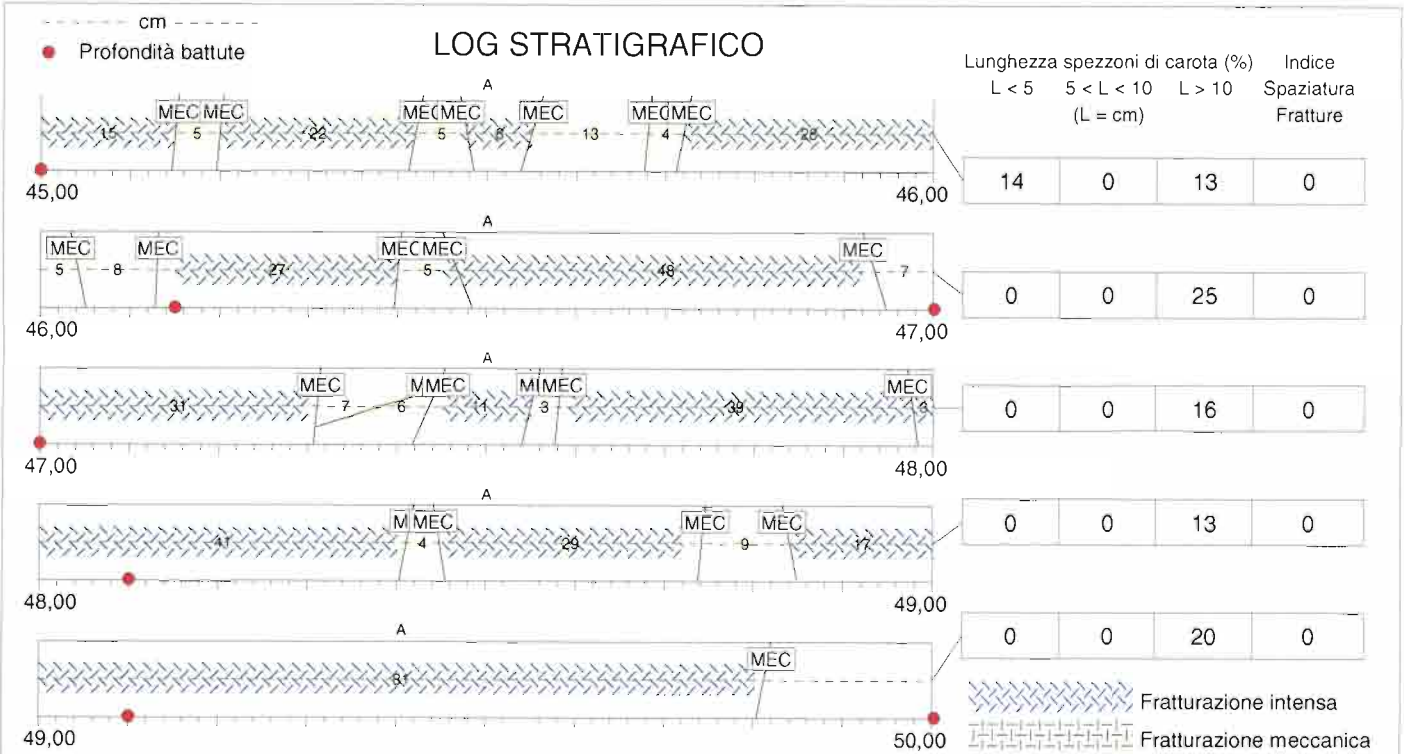 cm
Profondità battute
LOG STRATIGRAFICO
Lunghezza spezzoni di carota (%) Indice
L < 5 5 < L < 10 L > 10 Spaziatura
(L = cm) Fratture
A
MEC MEC MEC MEC MEC MEC MEC
15 5 22 5 6 13 4 28
45,00 46,00
14 0 13 0
A
MEC MEC MEC MEC MEC
5 8 27 5 48 7
46,00 47,00
0 0 25 0
A
MEC MEC MEC MEC
31 7 6 11 3 39 3
47,00 48,00
0 0 16 0
A
MEC MEC MEC
41 4 29 9 17
48,00 49,00
0 0 13 0
A
MEC
81
49,00 50,00
0 0 20 0
Fratturazione intensa
Fratturazione meccanica